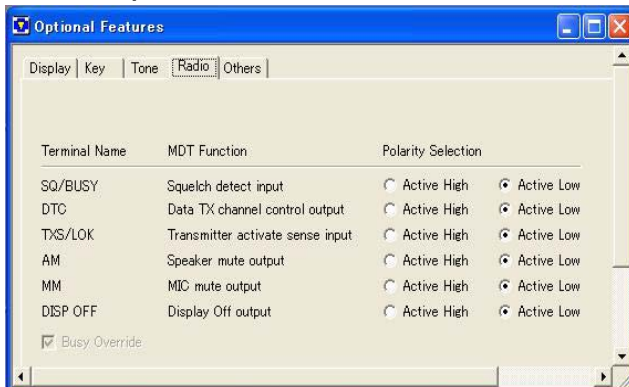 Optional Features
Display Key Tone Radio Others
Terminal Name MDT Function Polarity Selection
SQ/BUSY Squelch detect input Active High Active Low
DTC Data TX channel control output Active High Active Low
TXS/LOK Transmitter activate sense input Active High Active Low
AM Speaker mute output Active High Active Low
MM MIC mute output Active High Active Low
DISP OFF Display Off output Active High Active Low
Busy Override